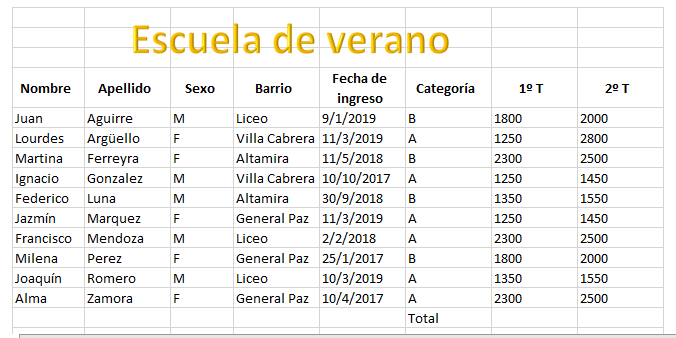 Escuela de verano
Nombre Apellido Sexo Barrio Fecha de ingreso Categoría 1º T 2º T
Juan Aguirre M Liceo 9/1/2019 B 1800 2000
Lourdes Argüello F Villa Cabrera 11/3/2019 A 1250 2800
Martina Ferreyra F Altamira 11/5/2018 B 2300 2500
Ignacio Gonzalez M Villa Cabrera 10/10/2017 A 1250 1450
Federico Luna M Altamira 30/9/2018 B 1350 1550
Jazmín Marquez F General Paz 11/3/2019 A 1250 1450
Francisco Mendoza M Liceo 2/2/2018 A 2300 2500
Milena Perez F General Paz 25/1/2017 B 1800 2000
Joaquín Romero M Liceo 10/3/2019 A 1350 1550
Alma Zamora F General Paz 10/4/2017 A 2300 2500
Total